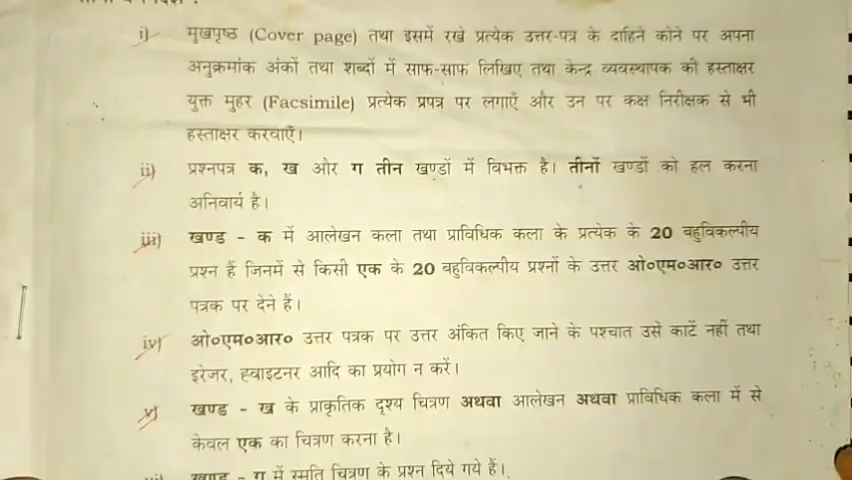 i) मुखपृष्ठ (Cover page) तथा इसमें रखे प्रत्येक उत्तर-पत्र के दाहिने कोने पर अपना
अनुक्रमांक अंकों तथा शब्दों में साफ-साफ लिखिए तथा केन्द्र व्यवस्थापक की हस्ताक्षर
युक्त मुहर (Facsimile) प्रत्येक प्रपत्र पर लगाएँ और उन पर कक्ष निरीक्षक से भी
हस्ताक्षर करवाएँ।
ii) प्रश्नपत्र क, ख और ग तीन खण्डों में विभक्त है। तीनों खण्डों को हल करना
अनिवार्य है।
iii) खण्ड - क में आलेखन कला तथा प्राविधिक कला के प्रत्येक के 20 बहुविकल्पीय
प्रश्न हैं जिनमें से किसी एक के 20 बहुविकल्पीय प्रश्नों के उत्तर ओ०एम०आर० उत्तर
पत्रक पर देने हैं।
iv) ओ०एम०आर० उत्तर पत्रक पर उत्तर अंकित किए जाने के पश्चात उसे काटें नहीं तथा
इरेजर, ह्वाइटनर आदि का प्रयोग न करें।
v) खण्ड - ख के प्राकृतिक दृश्य चित्रण अथवा आलेखन अथवा प्राविधिक कला में से
केवल एक का चित्रण करना है।
खण्ड - ग में स्मृति चित्रण के प्रश्न दिये गये हैं।